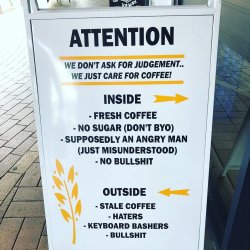 ATTENTION
WE DON'T ASK FOR JUDGEMENT..
WE JUST CARE FOR COFFEE!
INSIDE
- FRESH COFFEE
- NO SUGAR (DON'T BYO)
- SUPPOSEDLY AN ANGRY MAN
(JUST MISUNDERSTOOD)
- NO BULLSHIT
OUTSIDE
- STALE COFFEE
- HATERS
- KEYBOARD BASHERS
- BULLSHIT